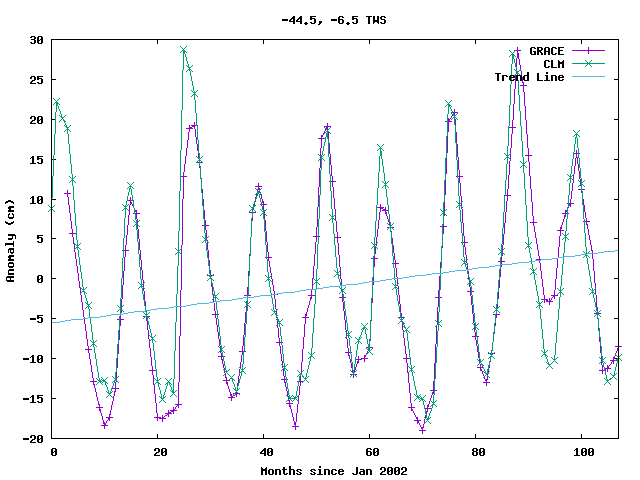 -44.5, -6.5 TWS
GRACE
CLM
Trend Line
30
25
20
15
10
5
0
-5
-10
-15
-20
Anomaly (cm)
0 20 40 60 80 100
Months since Jan 2002